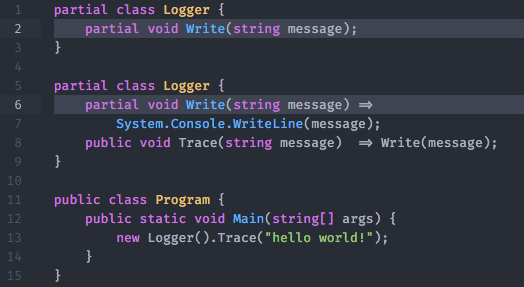 1 partial class Logger {
2     partial void Write(string message);
3 }
4
5 partial class Logger {
6     partial void Write(string message) =>
7         System.Console.WriteLine(message);
8     public void Trace(string message)  => Write(message);
9 }
10
11 public class Program {
12     public static void Main(string[] args) {
13         new Logger().Trace("hello world!");
14     }
15 }